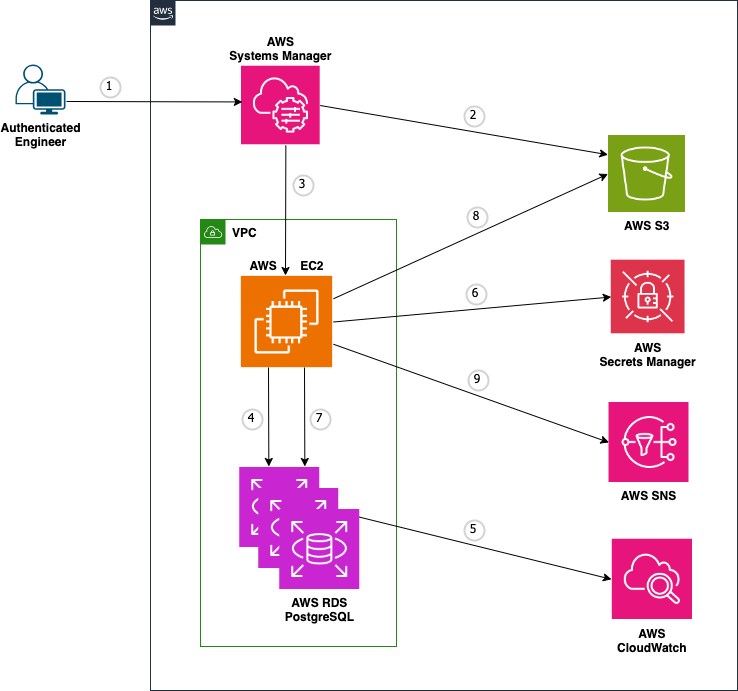 aws
AWS
Systems Manager
1
Authenticated
Engineer
2
AWS S3
3
8
VPC
AWS EC2
6
AWS
Secrets Manager
9
4
7
AWS SNS
5
AWS RDS
PostgreSQL
AWS
CloudWatch